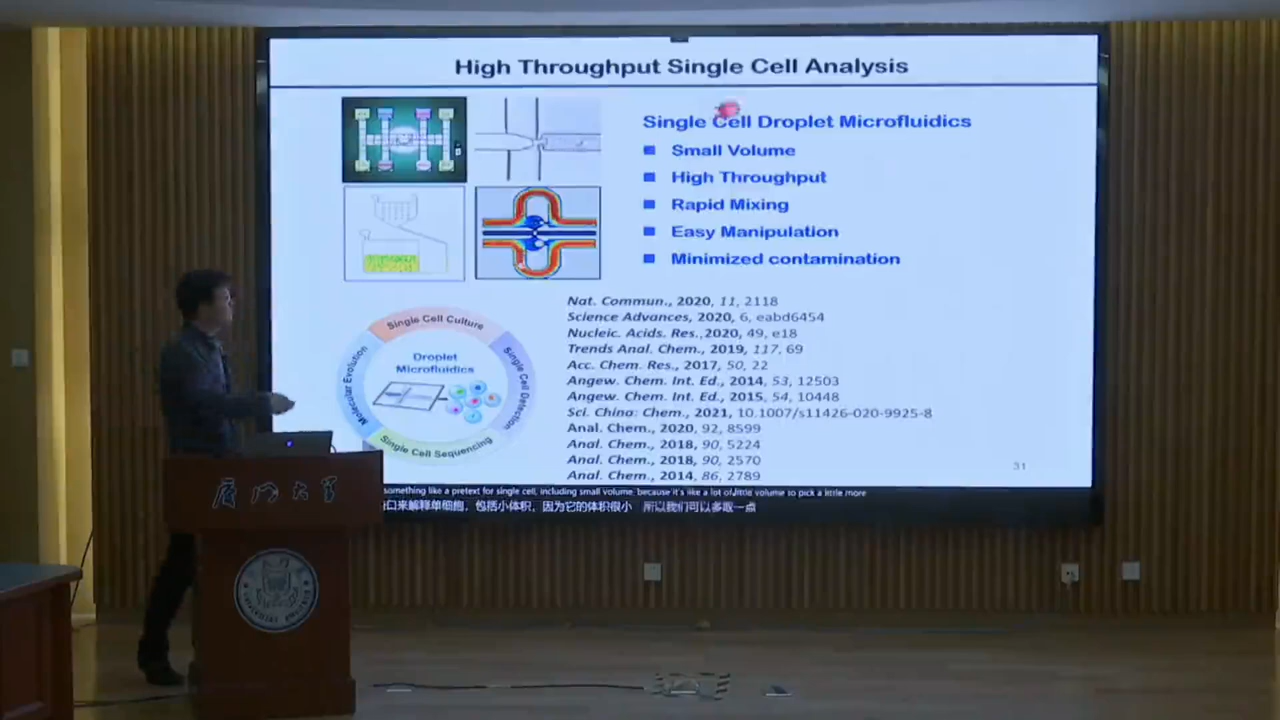 High Throughput Single Cell Analysis
Single Cell Droplet Microfluidics
Small Volume
High Throughput
Rapid Mixing
Easy Manipulation
Minimized contamination
Nat. Commun., 2020, 11, 2118
Science Advances, 2020, 6, eabd6454
Nucleic. Acids. Res., 2020, 49, e18
Trends Anal. Chem., 2019, 117, 69
Acc. Chem. Res., 2017, 50, 22
Angew. Chem. Int. Ed., 2014, 53, 12503
Angew. Chem. Int. Ed., 2015, 54, 10448
Sci. China: Chem., 2021, 10.1007/s11426-020-9925-8
Anal. Chem., 2020, 92, 8599
Anal. Chem., 2018, 90, 5224
Anal. Chem., 2018, 90, 2570
Anal. Chem., 2014, 86, 2789
Single Cell Culture
Single Cell Detection
Single Cell Sequencing
Molecular Evolution
Droplet
Microfluidics
31
something like a pretext for single cell, including small volume because it's like a lot of little volume to pick a little more
口来解释单细胞，包括小体积，因为它的体积很小 所以我们可以多取一点
厦门大学